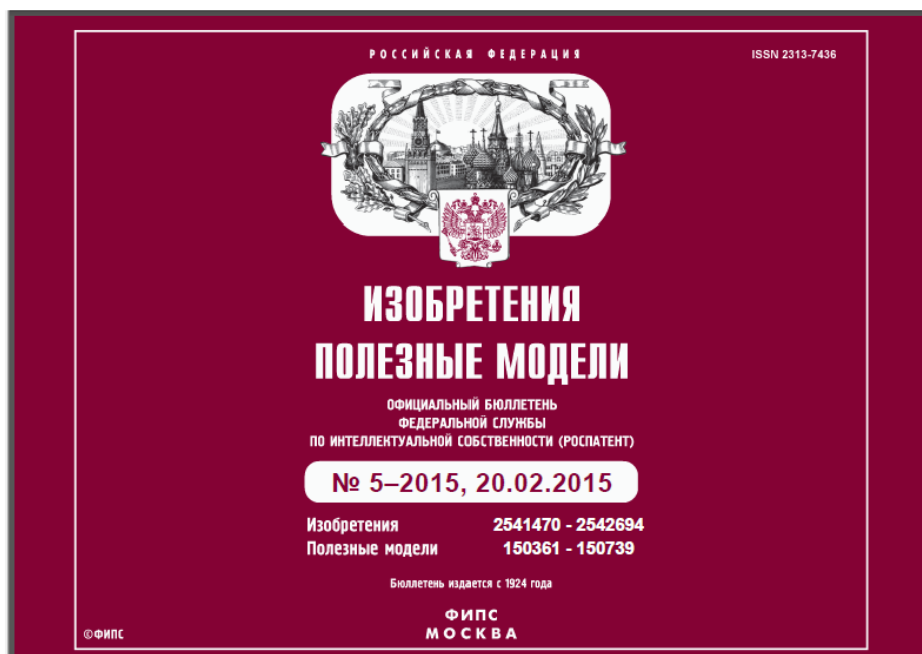 РОССИЙСКАЯ ФЕДЕРАЦИЯ
ISSN 2313-7436
ИЗОБРЕТЕНИЯ
ПОЛЕЗНЫЕ МОДЕЛИ
ОФИЦИАЛЬНЫЙ БЮЛЛЕТЕНЬ
ФЕДЕРАЛЬНОЙ СЛУЖБЫ
ПО ИНТЕЛЛЕКТУАЛЬНОЙ СОБСТВЕННОСТИ (РОСПАТЕНТ)
№ 5–2015, 20.02.2015
Изобретения 2541470 - 2542694
Полезные модели 150361 - 150739
Бюллетень издается с 1924 года
ФИПС
МОСКВА
©ФИПС